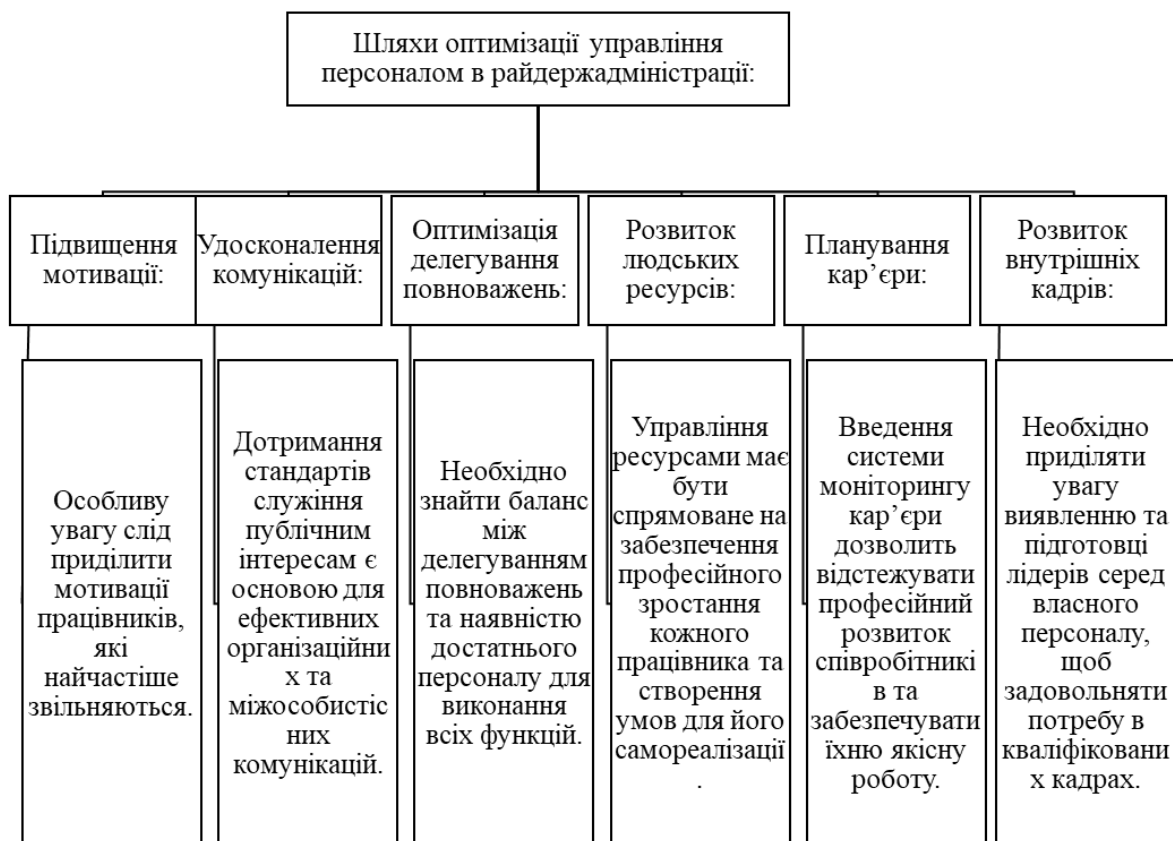 Шляхи оптимізації управління
персоналом в райдержадміністрації:
Підвищення
мотивації:
Удосконалення
комунікацій:
Оптимізація
делегування
повноважень:
Розвиток
людських
ресурсів:
Планування
кар’єри:
Розвиток
внутрішніх
кадрів:
Особливу
увагу слід
приділити
мотивації
працівників,
які
найчастіше
звільняються.
Дотримання
стандартів
служіння
публічним
інтересам є
основою для
ефективних
організаційни
х та
міжособистіс
них
комунікацій.
Необхідно
знайти баланс
між
делегуванням
повноважень
та наявністю
достатнього
персоналу для
виконання
всіх функцій.
Управління
ресурсами має
бути
спрямоване на
забезпечення
професійного
зростання
кожного
працівника та
створення
умов для його
самореалізації
.
Введення
системи
моніторингу
кар’єри
дозволить
відстежувати
професійний
розвиток
співробітникі
в та
забезпечувати
їхню якісну
роботу.
Необхідно
приділяти
увагу
виявленню та
підготовці
лідерів серед
власного
персоналу,
щоб
задовольняти
потребу в
кваліфіковани
х кадрах.